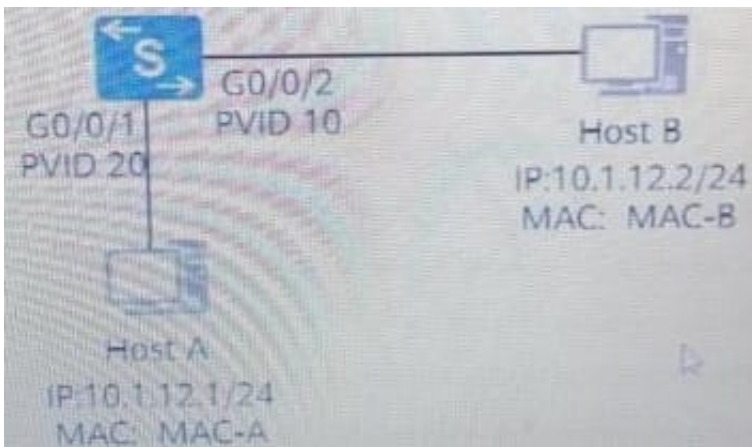 S
G0/0/2
PVID 10
G0/0/1
PVID 20
Host B
IP:10.1.12.2/24
MAC: MAC-B
Host A
IP:10.1.12.1/24
MAC: MAC-A